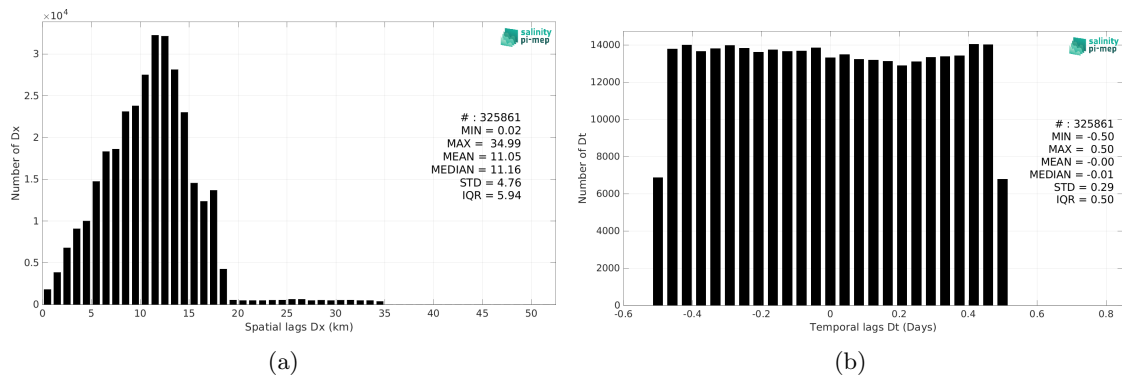 ×10⁴
3
2.5
2
1.5
1
0.5
0
Number of Dx
0 5 10 15 20 25 30 35 40 45 50
Spatial lags Dx (km)
salinity
pi-mep
# : 325861
MIN = 0.02
MAX = 34.99
MEAN = 11.05
MEDIAN = 11.16
STD = 4.76
IQR = 5.94
(a)
14000
12000
10000
8000
6000
4000
2000
0
Number of Dt
-0.6 -0.4 -0.2 0 0.2 0.4 0.6 0.8
Temporal lags Dt (Days)
salinity
pi-mep
# : 325861
MIN = -0.50
MAX = 0.50
MEAN = -0.00
MEDIAN = -0.01
STD = 0.29
IQR = 0.50
(b)